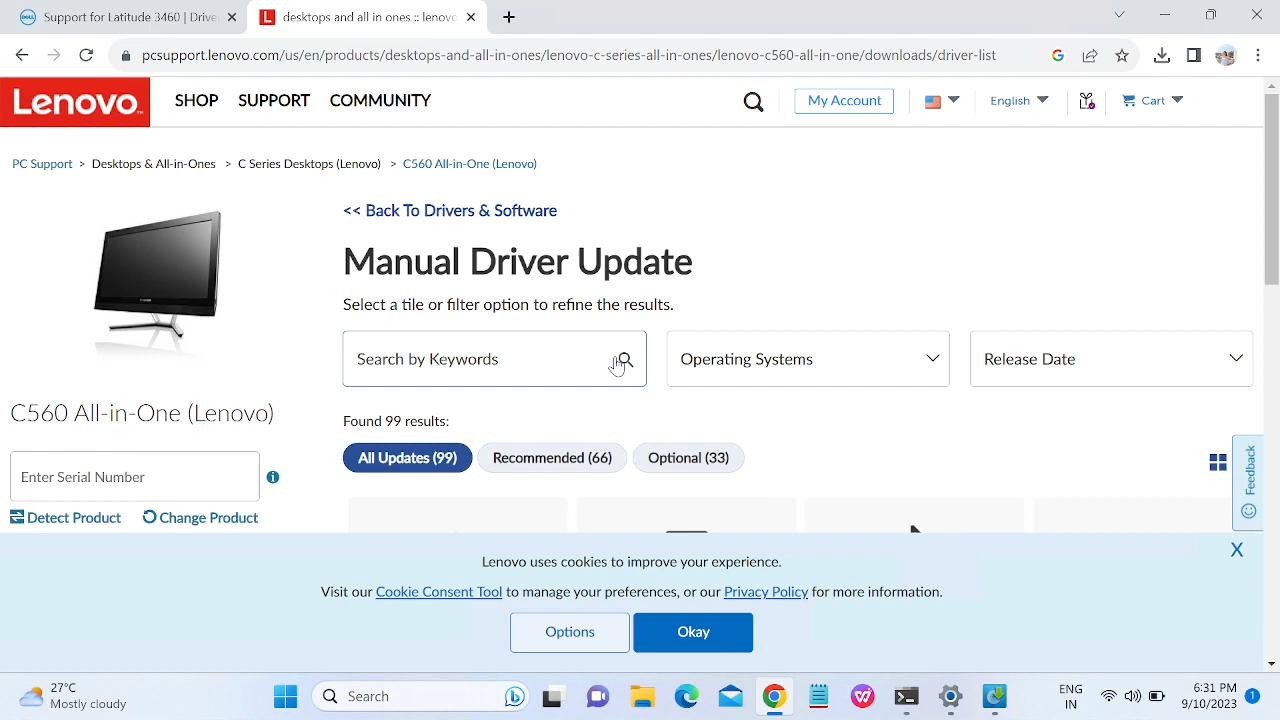 Support for Latitude 3460 | Drive
desktops and all in ones :: lenovo
pcsupport.lenovo.com/us/en/products/desktops-and-all-in-ones/lenovo-c-series-all-in-ones/lenovo-c560-all-in-one/downloads/driver-list
Lenovo
SHOP SUPPORT COMMUNITY My Account English Cart
PC Support > Desktops & All-in-Ones > C Series Desktops (Lenovo) > C560 All-in-One (Lenovo)
<< Back To Drivers & Software
Manual Driver Update
Select a tile or filter option to refine the results.
Search by Keywords Operating Systems Release Date
C560 All-in-One (Lenovo)
Found 99 results:
All Updates (99) Recommended (66) Optional (33)
Enter Serial Number
Detect Product Change Product
Feedback
Lenovo uses cookies to improve your experience. X
Visit our Cookie Consent Tool to manage your preferences, or our Privacy Policy for more information.
Options Okay
27°C
Mostly cloudy
Search
ENG
IN
6:31 PM
9/10/2023
1